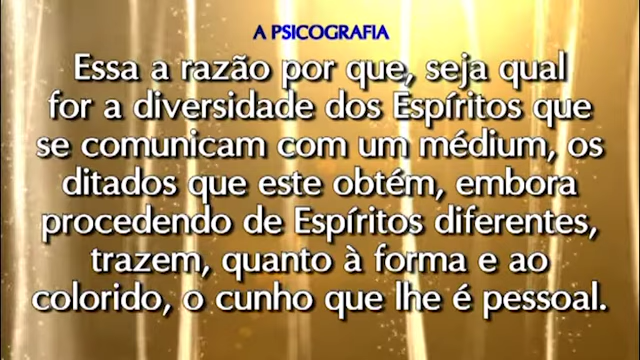 A PSICOGRAFIA
Essa a razão por que, seja qual
for a diversidade dos Espíritos que
se comunicam com um médium, os
ditados que este obtém, embora
procedendo de Espíritos diferentes,
trazem, quanto à forma e ao
colorido, o cunho que lhe é pessoal.